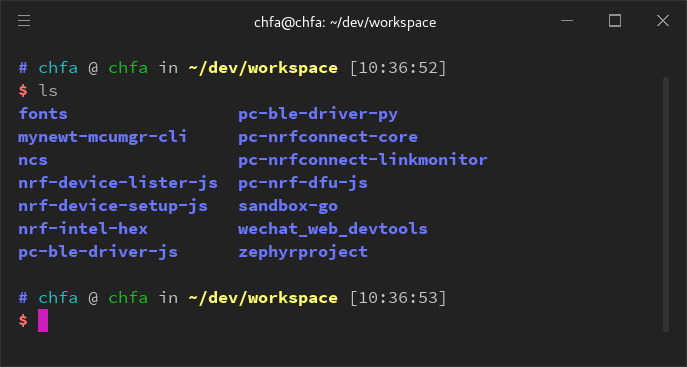 chfa@chfa: ~/dev/workspace
# chfa @ chfa in ~/dev/workspace [10:36:52]
$ ls
fonts pc-ble-driver-py
mynewt-mcumgr-cli pc-nrfconnect-core
ncs pc-nrfconnect-linkmonitor
nrf-device-lister-js pc-nrf-dfu-js
nrf-device-setup-js sandbox-go
nrf-intel-hex wechat_web_devtools
pc-ble-driver-js zephyrproject
# chfa @ chfa in ~/dev/workspace [10:36:53]
$